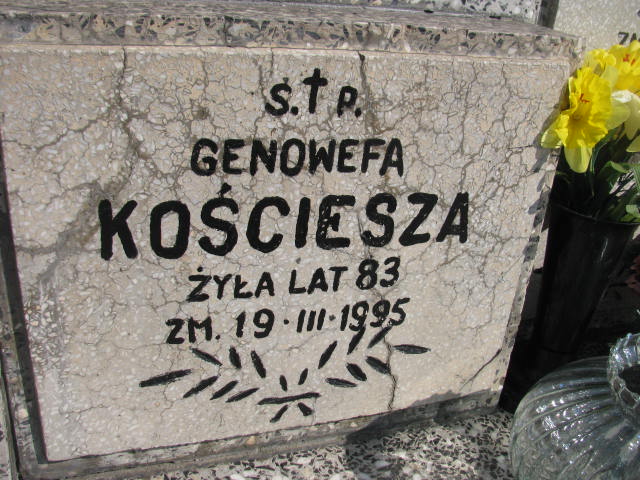 Ś.†P.
GENOWEFA
KOŚCIESZA
ŻYŁA LAT 83
ZM. 19·III·1995